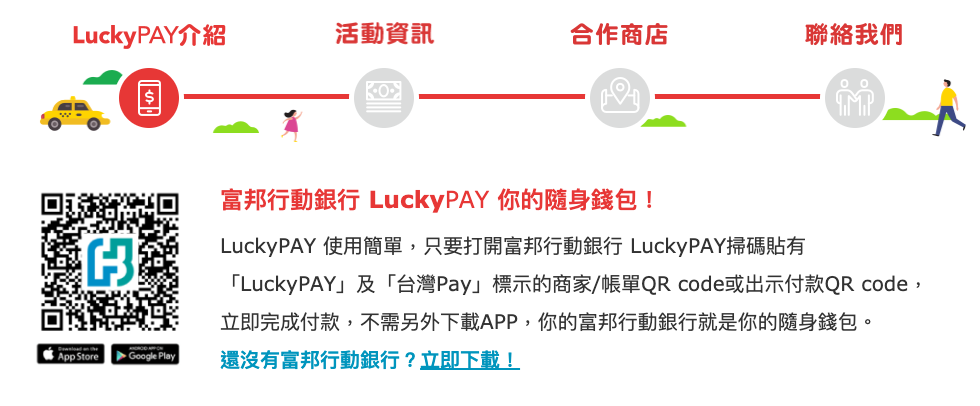 LuckyPAY介紹
活動資訊
合作商店
聯絡我們
富邦行動銀行 LuckyPAY 你的隨身錢包！
LuckyPAY 使用簡單，只要打開富邦行動銀行 LuckyPAY掃碼貼有
「LuckyPAY」及「台灣Pay」標示的商家/帳單QR code或出示付款QR code，
立即完成付款，不需另外下載APP，你的富邦行動銀行就是你的隨身錢包。
還沒有富邦行動銀行？立即下載！
Download on the
App Store
ANDROID APP ON
Google Play